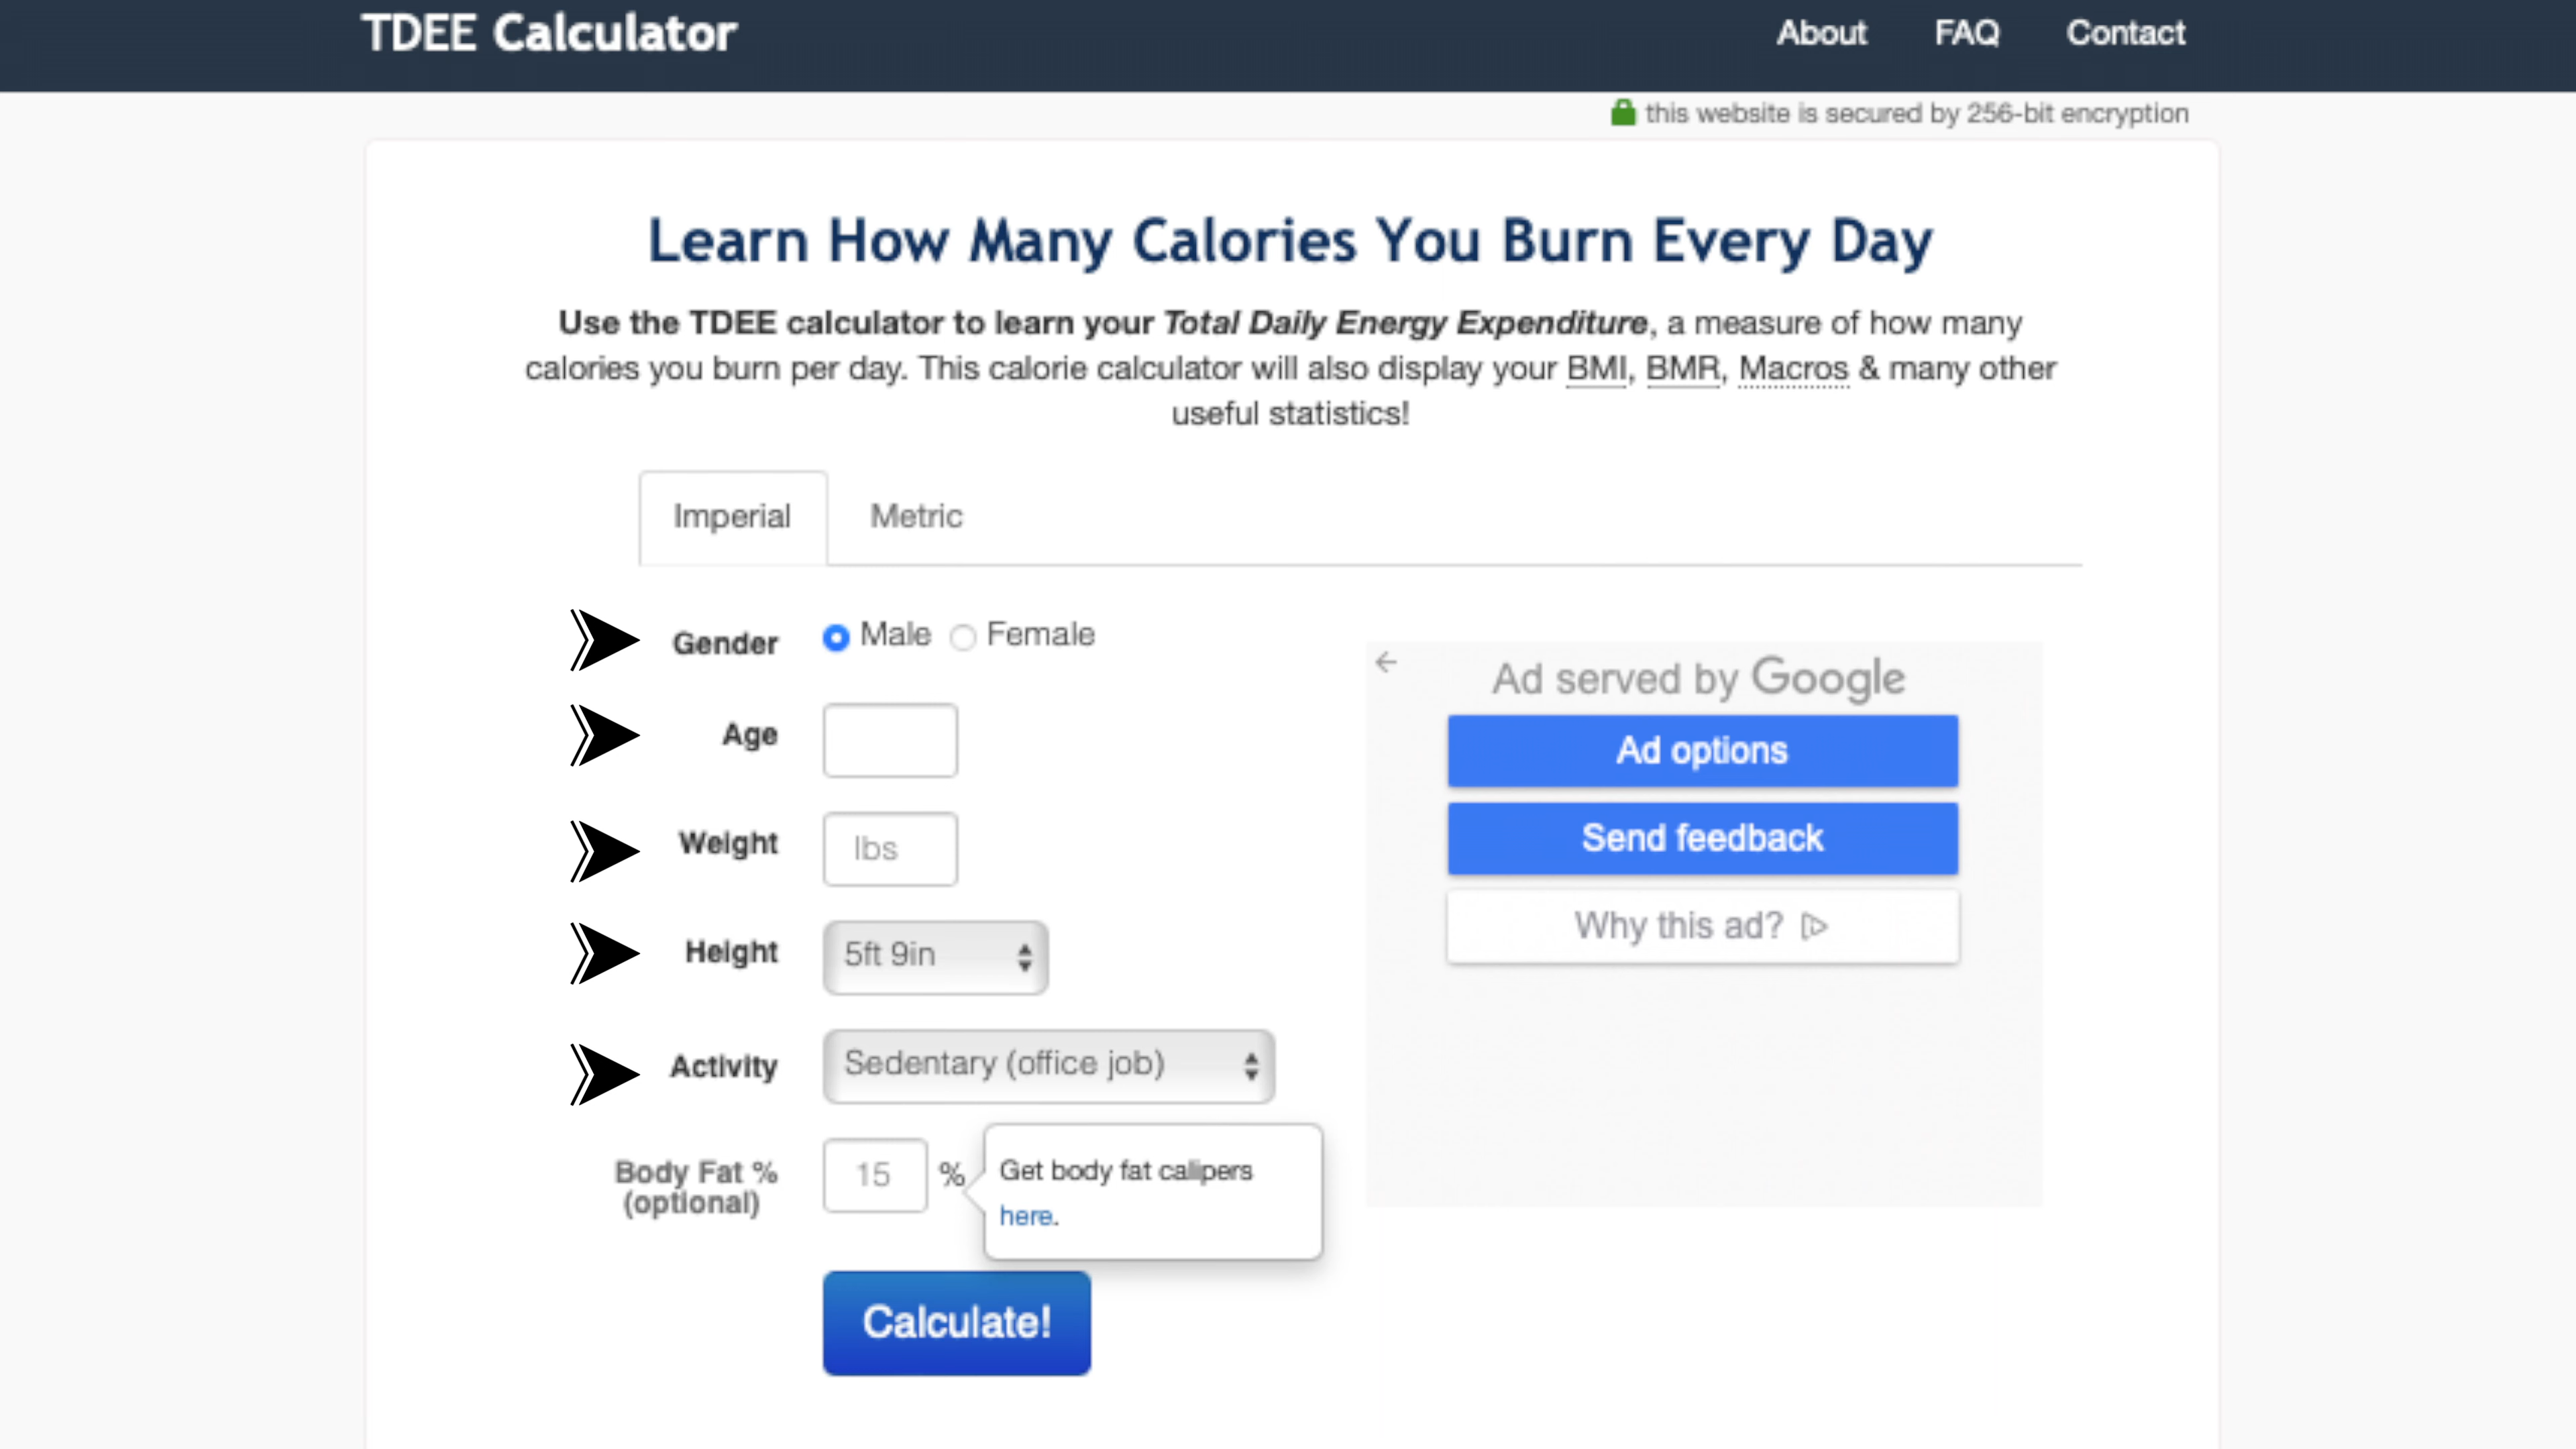 TDEE Calculator
About FAQ Contact
this website is secured by 256-bit encryption
Learn How Many Calories You Burn Every Day
Use the TDEE calculator to learn your Total Daily Energy Expenditure, a measure of how many
calories you burn per day. This calorie calculator will also display your BMI, BMR, Macros & many other
useful statistics!
Imperial Metric
Gender Male Female
Age
Weight lbs
Height 5ft 9in
Activity Sedentary (office job)
Body Fat %
(optional)
15 %
Get body fat calipers
here.
Calculate!
Ad served by Google
Ad options
Send feedback
Why this ad?